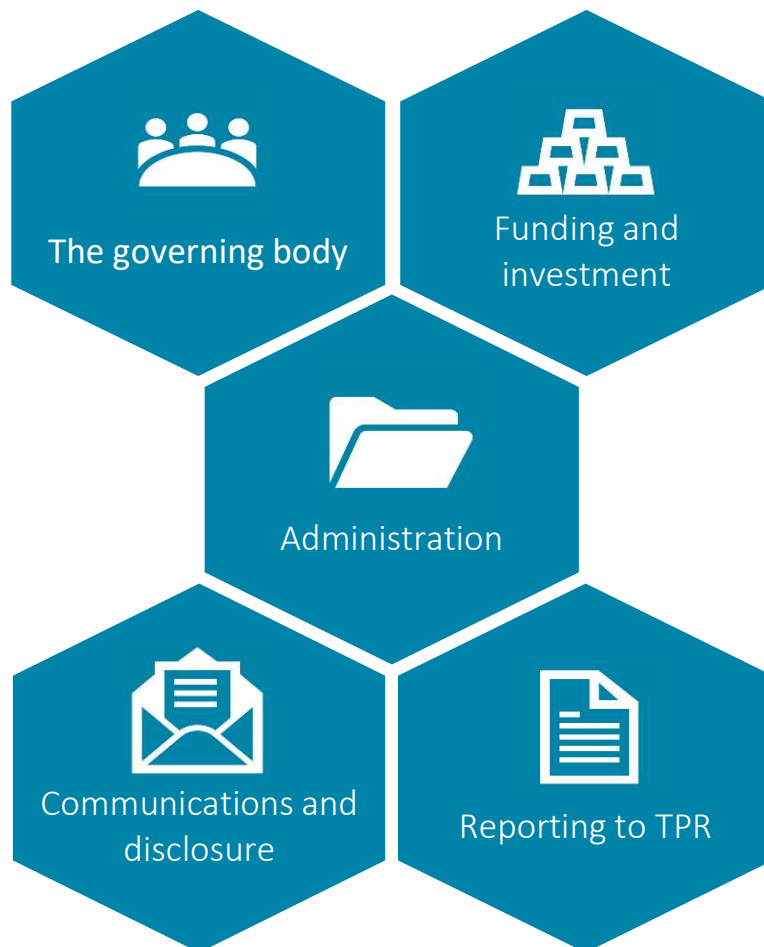 The governing body
Funding and
investment
Administration
Communications and
disclosure
Reporting to TPR